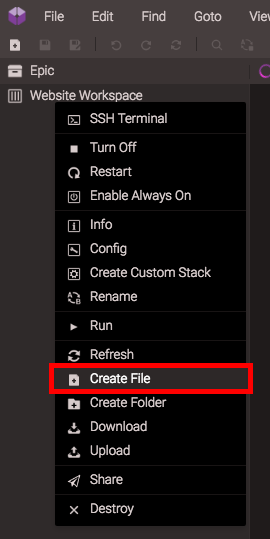 File Edit Find Goto
Epic
Website Workspace
SSH Terminal
Turn Off
Restart
Enable Always On
Info
Config
Create Custom Stack
Rename
Run
Refresh
Create File
Create Folder
Download
Upload
Share
Destroy